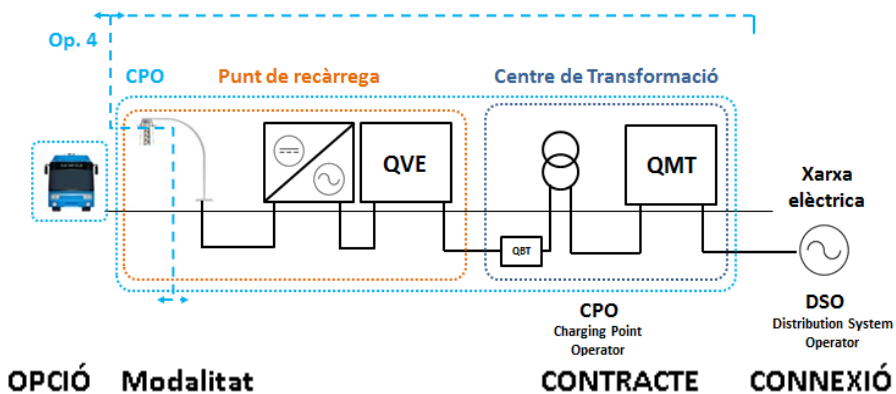 Op. 4
CPO
Punt de recàrrega
Centre de Transformació
QVE
QMT
QBT
Xarxa
elèctrica
CPO
Charging Point
Operator
DSO
Distribution System
Operator
OPCIÓ
Modalitat
CONTRACTE
CONNEXIÓ